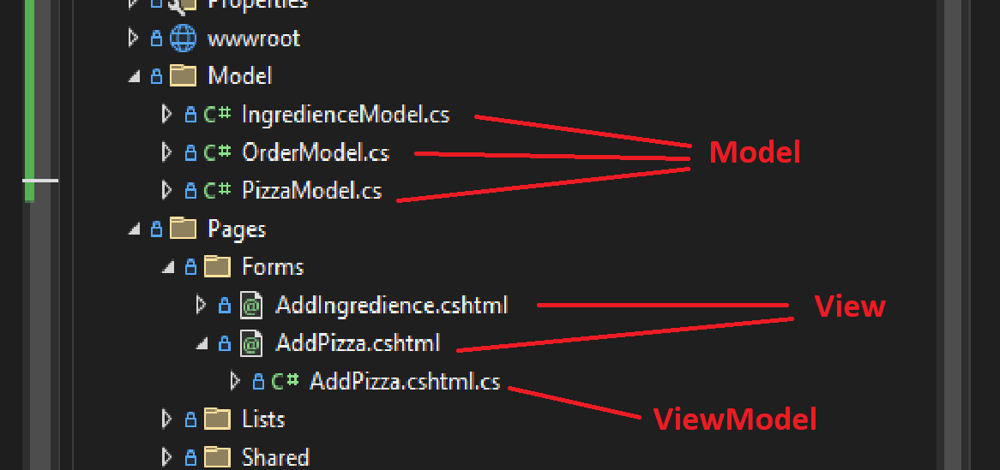 Properties
wwwroot
Model
C# IngredienceModel.cs
C# OrderModel.cs
Model
C# PizzaModel.cs
Pages
Forms
@ AddIngredience.cshtml
View
@ AddPizza.cshtml
C# AddPizza.cshtml.cs
ViewModel
Lists
Shared